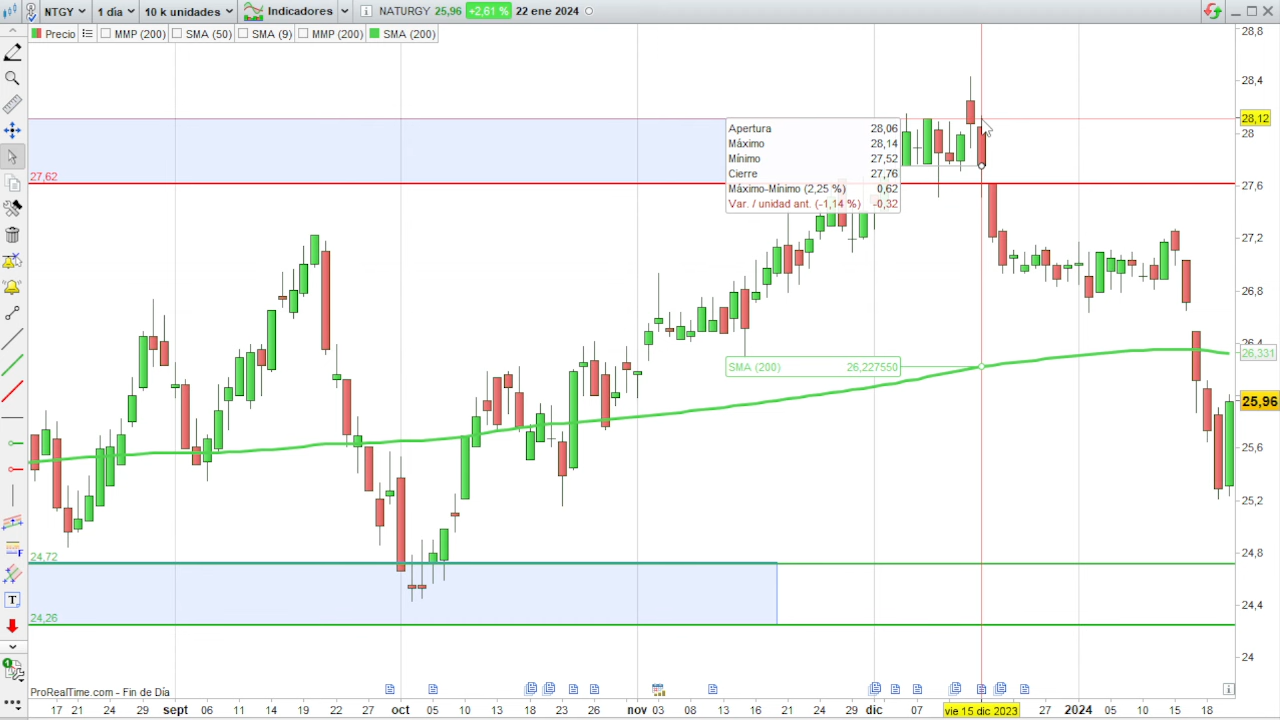 NTGY 1 día 10 k unidades Indicadores NATURGY 25,96 +2,61 % 22 ene 2024
Precio MMP (200) SMA (50) SMA (9) MMP (200) SMA (200)
28,8
28,4
28,12
28
27,6
27,2
26,8
26,4
26,331
25,96
25,6
25,2
24,8
24,4
24
27,62
Apertura 28,06
Máximo 28,14
Mínimo 27,52
Cierre 27,76
Máximo-Mínimo (2,25 %) 0,62
Var. / unidad ant. (-1,14 %) -0,32
SMA (200) 26,227550
24,72
24,26
ProRealTime.com - Fin de Día
17 21 24 29 sept 06 11 14 19 22 27 oct 05 10 13 18 23 26 nov 03 08 13 16 21 24 29 dic 07 vie 15 dic 2023 27 2024 05 10 15 18